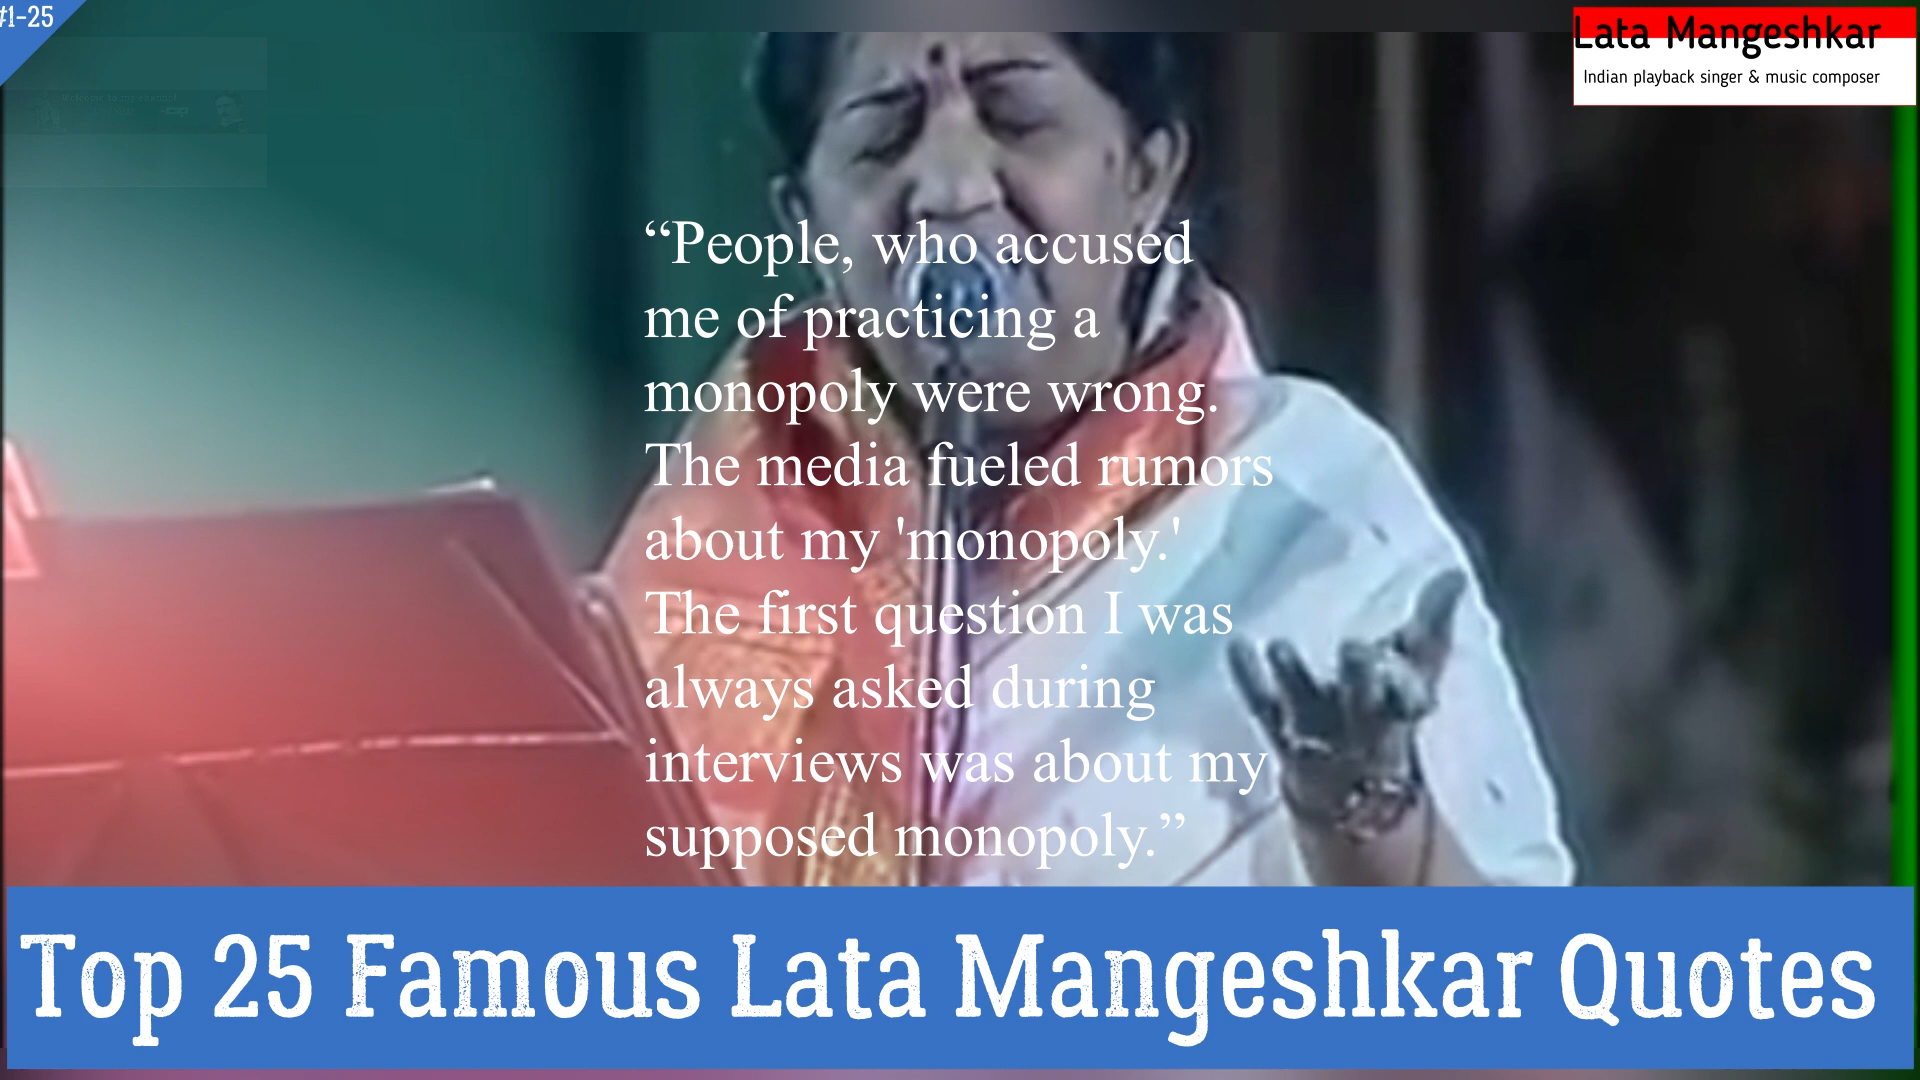 #1-25
Lata Mangeshkar
Indian playback singer & music composer
“People, who accused
me of practicing a
monopoly were wrong.
The media fueled rumors
about my 'monopoly.'
The first question I was
always asked during
interviews was about my
supposed monopoly.”
Top 25 Famous Lata Mangeshkar Quotes